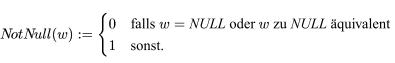 NotNull(w) := { 0 falls w = NULL oder w zu NULL äquivalent
1 sonst.